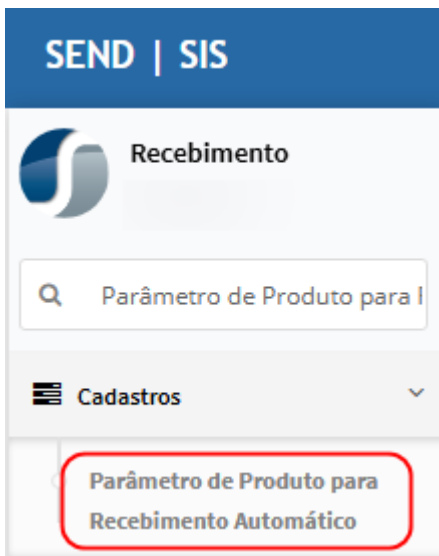 SEND | SIS
Recebimento
Parâmetro de Produto para
Cadastros
Parâmetro de Produto para
Recebimento Automático